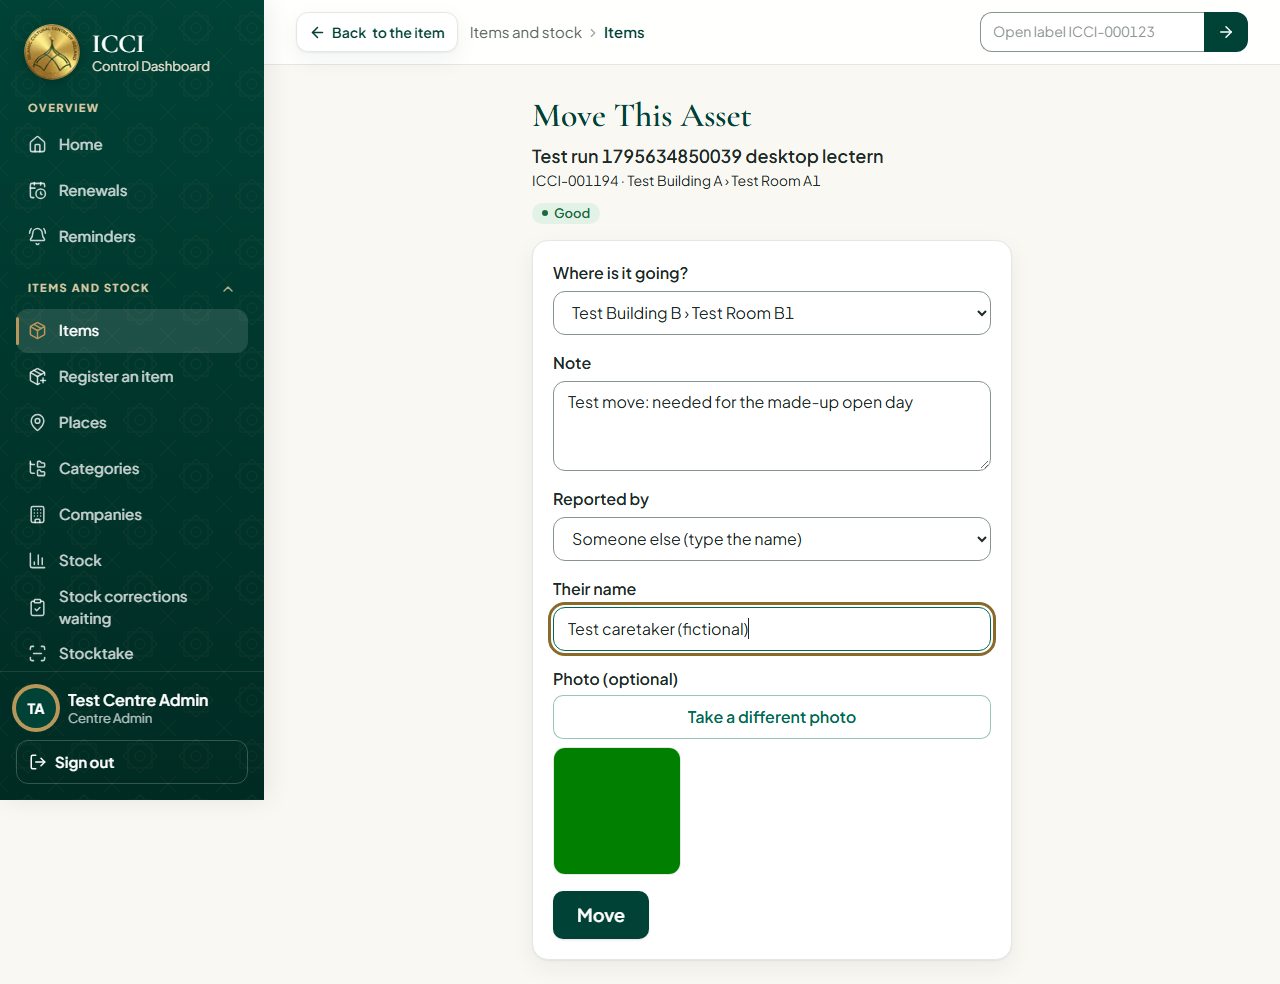 ICCI
Control Dashboard
OVERVIEW
Home
Renewals
Reminders
ITEMS AND STOCK
Items
Register an item
Places
Categories
Companies
Stock
Stock corrections
waiting
Stocktake
TA
Test Centre Admin
Centre Admin
Sign out
Back to the item
Items and stock › Items
Open label ICCI-000123
Move This Asset
Test run 1795634850039 desktop lectern
ICCI-001194 · Test Building A › Test Room A1
Good
Where is it going?
Test Building B › Test Room B1
Note
Test move: needed for the made-up open day
Reported by
Someone else (type the name)
Their name
Test caretaker (fictional)
Photo (optional)
Take a different photo
Move